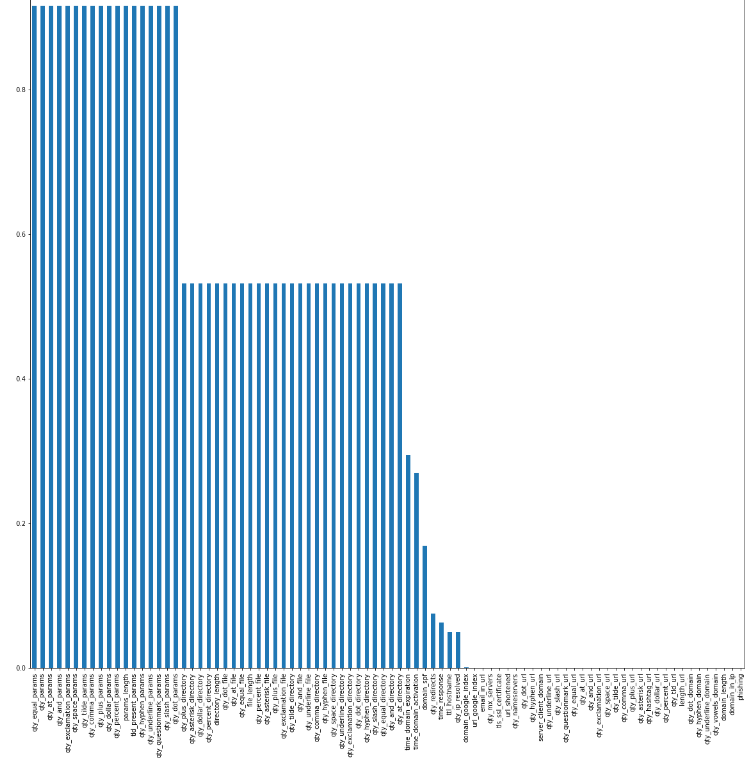 0.8
0.6
0.4
0.2
0.0
qty_equal_params
qty_params
qty_at_params
qty_and_params
qty_exclamation_params
qty_space_params
qty_tilde_params
qty_comma_params
qty_plus_params
qty_dollar_params
qty_percent_params
params_length
tld_present_params
qty_hyphen_params
qty_underline_params
qty_questionmark_params
qty_slash_params
qty_dot_params
qty_plus_directory
qty_asterisk_directory
qty_dollar_directory
qty_percent_directory
directory_length
qty_dot_file
qty_at_file
qty_equal_file
file_length
qty_percent_file
qty_asterisk_file
qty_plus_file
qty_exclamation_file
qty_tilde_directory
qty_and_file
qty_underline_file
qty_comma_directory
qty_hyphen_file
qty_space_directory
qty_underline_directory
qty_exclamation_directory
qty_dot_directory
qty_hyphen_directory
qty_slash_directory
qty_equal_directory
qty_and_directory
qty_at_directory
time_domain_expiration
time_domain_activation
domain_spf
qty_redirects
time_response
ttl_hostname
qty_ip_resolved
domain_google_index
url_google_index
email_in_url
qty_mx_servers
tls_ssl_certificate
url_shortened
qty_nameservers
qty_dot_url
qty_hyphen_url
server_client_domain
qty_underline_url
qty_slash_url
qty_questionmark_url
qty_equal_url
qty_at_url
qty_and_url
qty_exclamation_url
qty_space_url
qty_tilde_url
qty_comma_url
qty_plus_url
qty_asterisk_url
qty_hashtag_url
qty_dollar_url
qty_percent_url
qty_tld_url
length_url
qty_dot_domain
qty_hyphen_domain
qty_underline_domain
qty_vowels_domain
domain_length
domain_in_ip
phishing